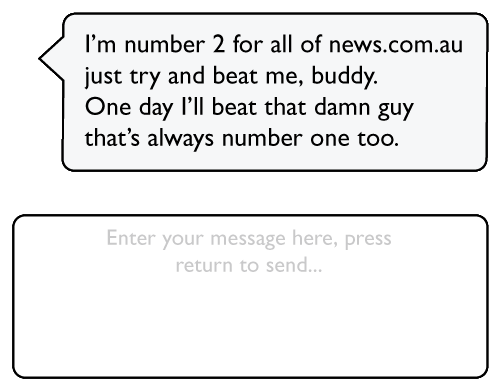 I'm number 2 for all of news.com.au
just try and beat me, buddy.
One day I'll beat that damn guy
that's always number one too.
Enter your message here, press
return to send...